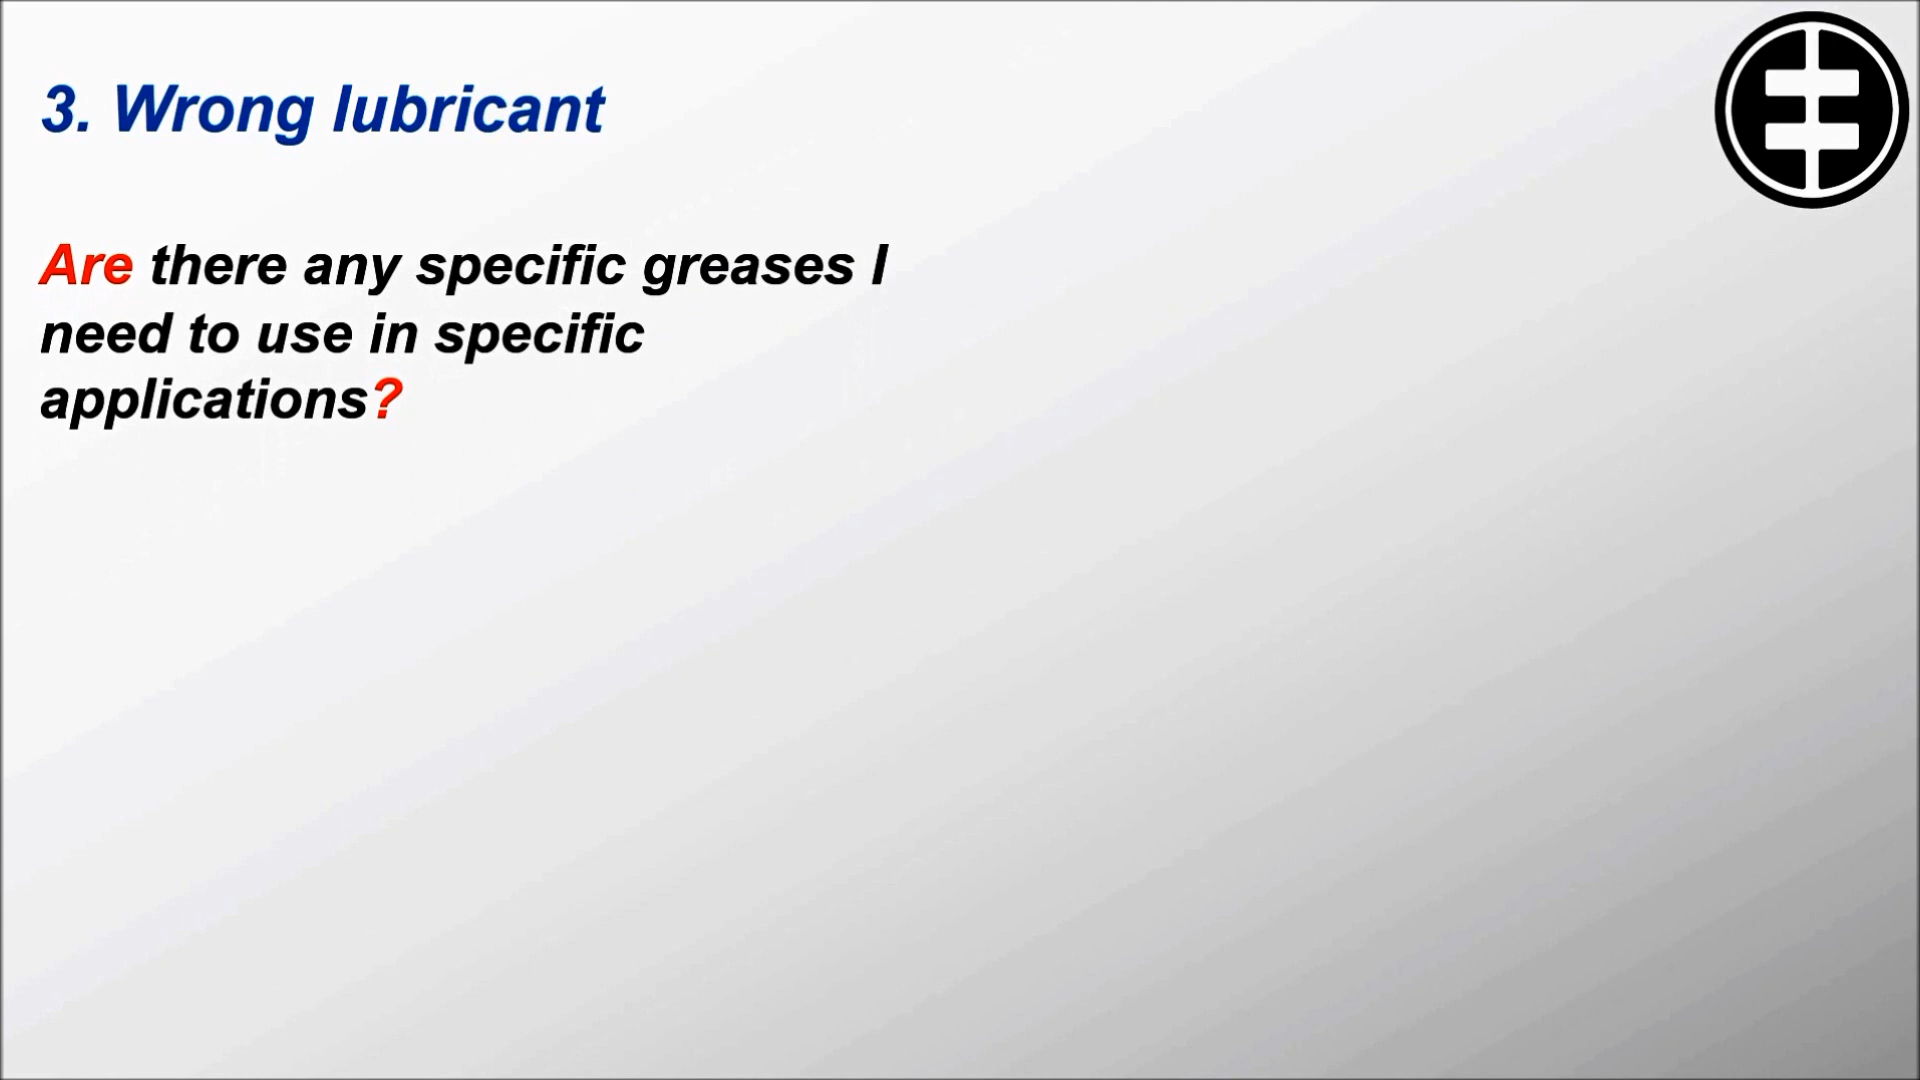 3. Wrong lubricant
Are there any specific greases I
need to use in specific
applications?